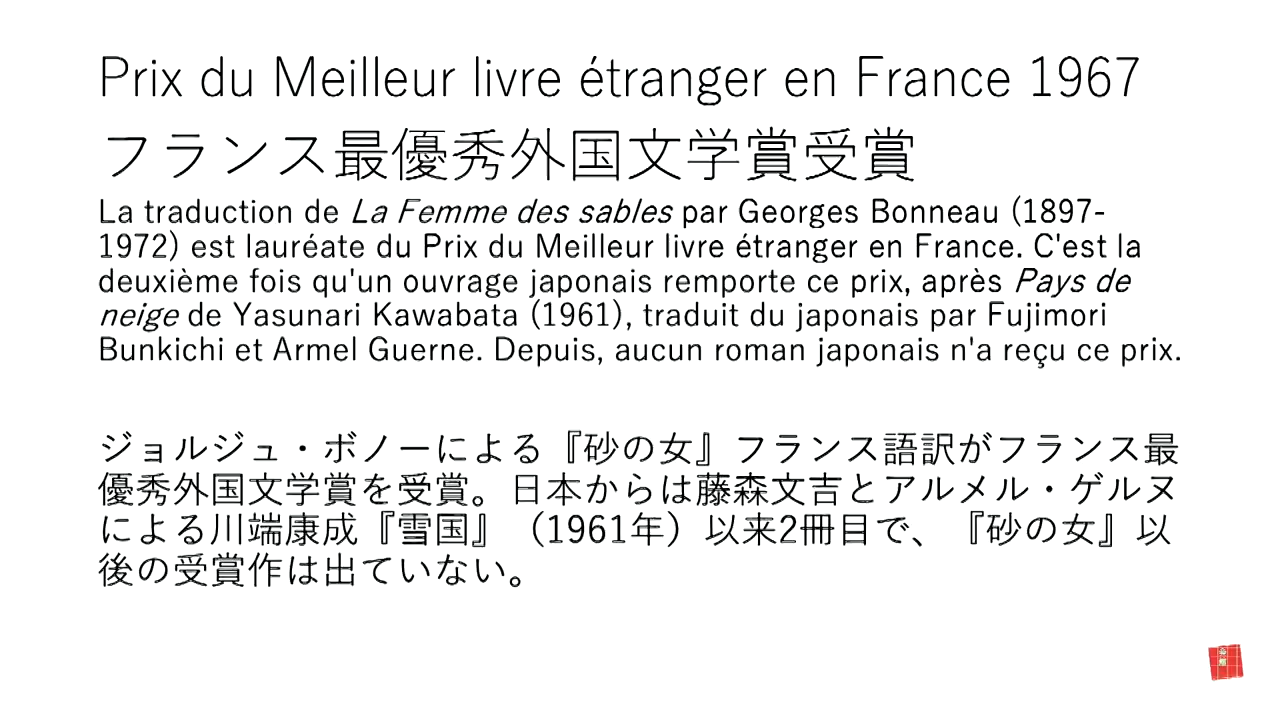 Prix du Meilleur livre étranger en France 1967
フランス最優秀外国文学賞受賞
La traduction de La Femme des sables par Georges Bonneau (1897-
1972) est lauréate du Prix du Meilleur livre étranger en France. C'est la
deuxième fois qu'un ouvrage japonais remporte ce prix, après Pays de
neige de Yasunari Kawabata (1961), traduit du japonais par Fujimori
Bunkichi et Armel Guerne. Depuis, aucun roman japonais n'a reçu ce prix.
ジョルジュ・ボノーによる『砂の女』フランス語訳がフランス最
優秀外国文学賞を受賞。日本からは藤森文吉とアルメル・ゲルヌ
による川端康成『雪国』（1961年）以来2冊目で、『砂の女』以
後の受賞作は出ていない。